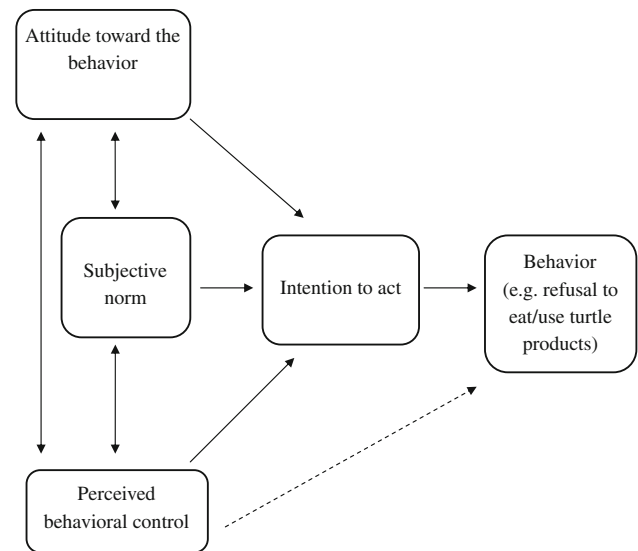 Attitude toward the
behavior
Subjective
norm
Intention to act
Behavior
(e.g. refusal to
eat/use turtle
products)
Perceived
behavioral control